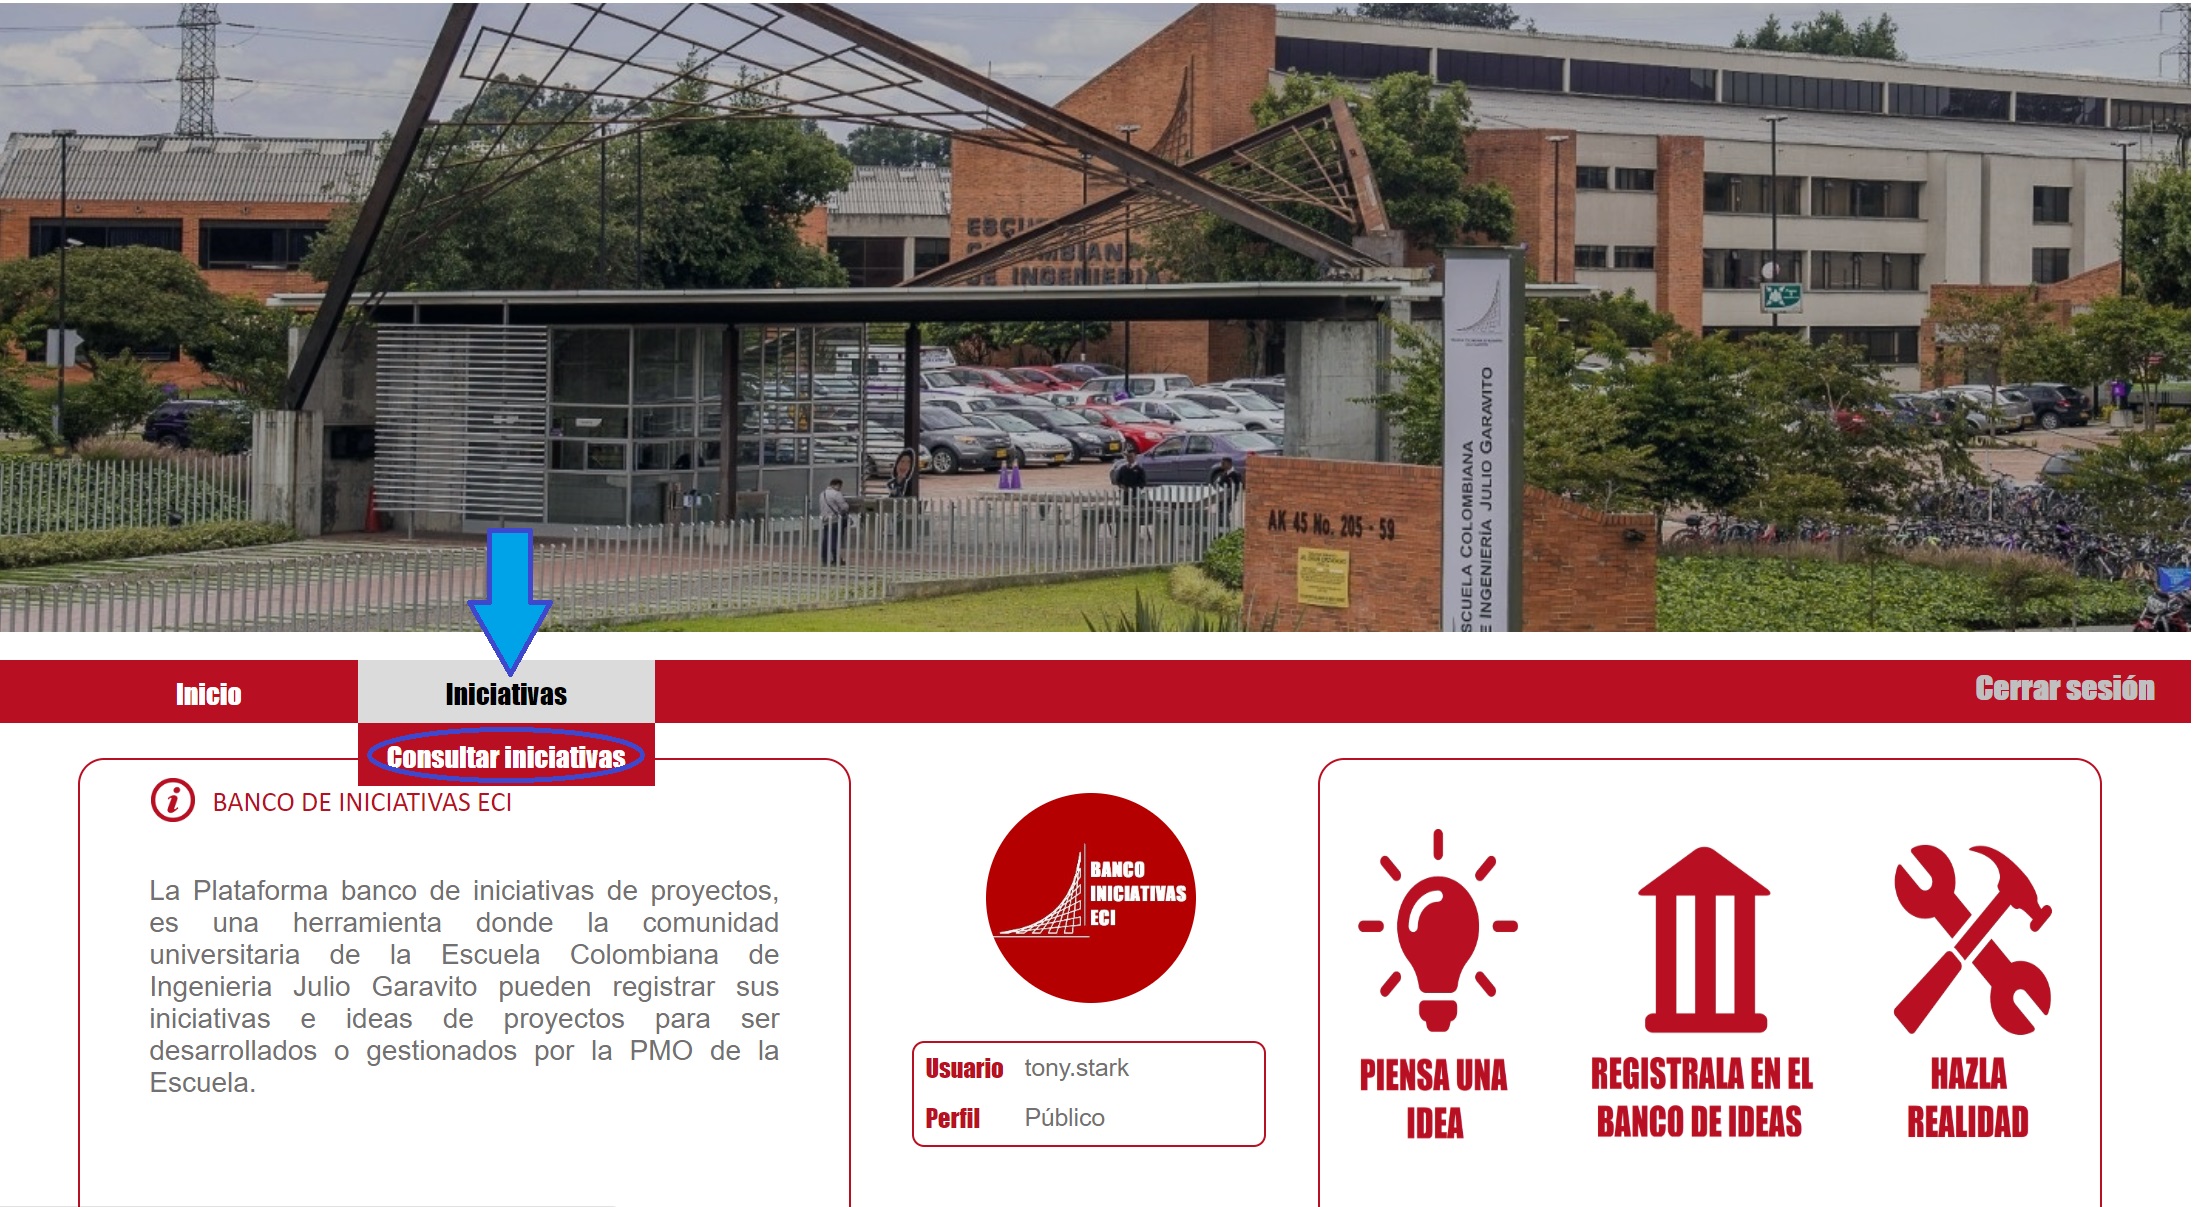 ESCU
COLOMBIAN
DE INGENIERIA
ESCUELA COLOMBIANA
DE INGENIERÍA JULIO GARAVITO
AK 45 No. 205 - 59
Inicio
Iniciativas
Cerrar sesión
Consultar iniciativas
BANCO DE INICIATIVAS ECI
La Plataforma banco de iniciativas de proyectos,
es una herramienta donde la comunidad
universitaria de la Escuela Colombiana de
Ingenieria Julio Garavito pueden registrar sus
iniciativas e ideas de proyectos para ser
desarrollados o gestionados por la PMO de la
Escuela.
BANCO
INICIATIVAS
ECI
Usuario tony.stark
Perfil Público
PIENSA UNA
IDEA
REGISTRALA EN EL
BANCO DE IDEAS
HAZLA
REALIDAD